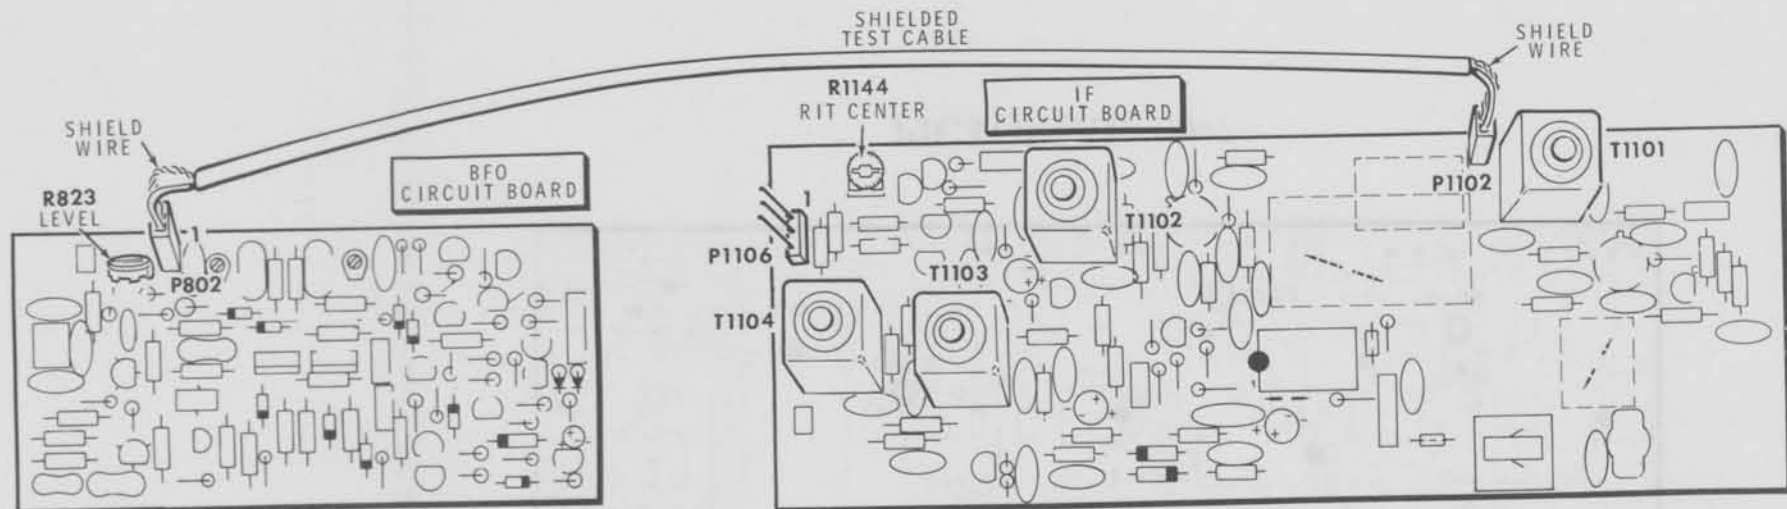 SHIELDED
TEST CABLE
SHIELD
WIRE
R1144
RIT CENTER
IF
CIRCUIT BOARD
SHIELD
WIRE
BFO
CIRCUIT BOARD
R823
LEVEL
1
P802
1
P1106
T1102
P1102
T1101
T1103
T1104